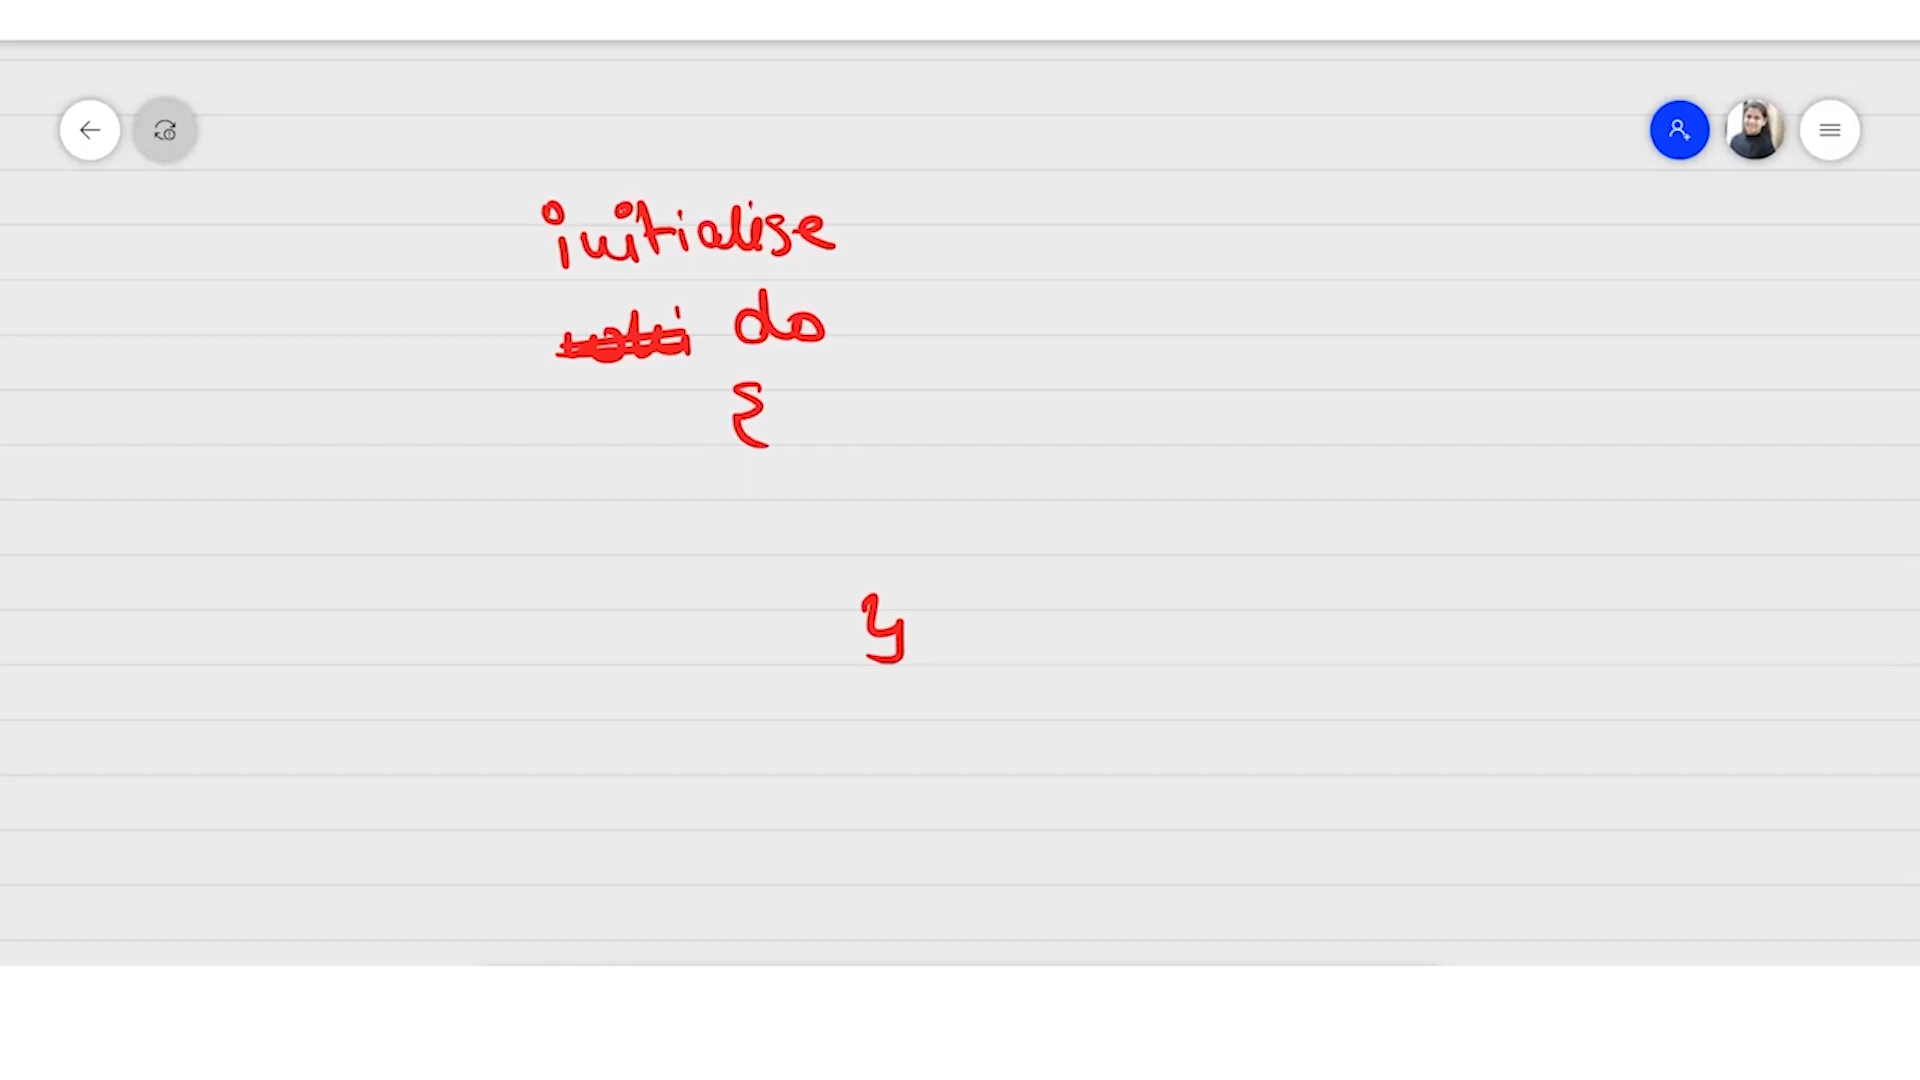 initialise
do
{
}